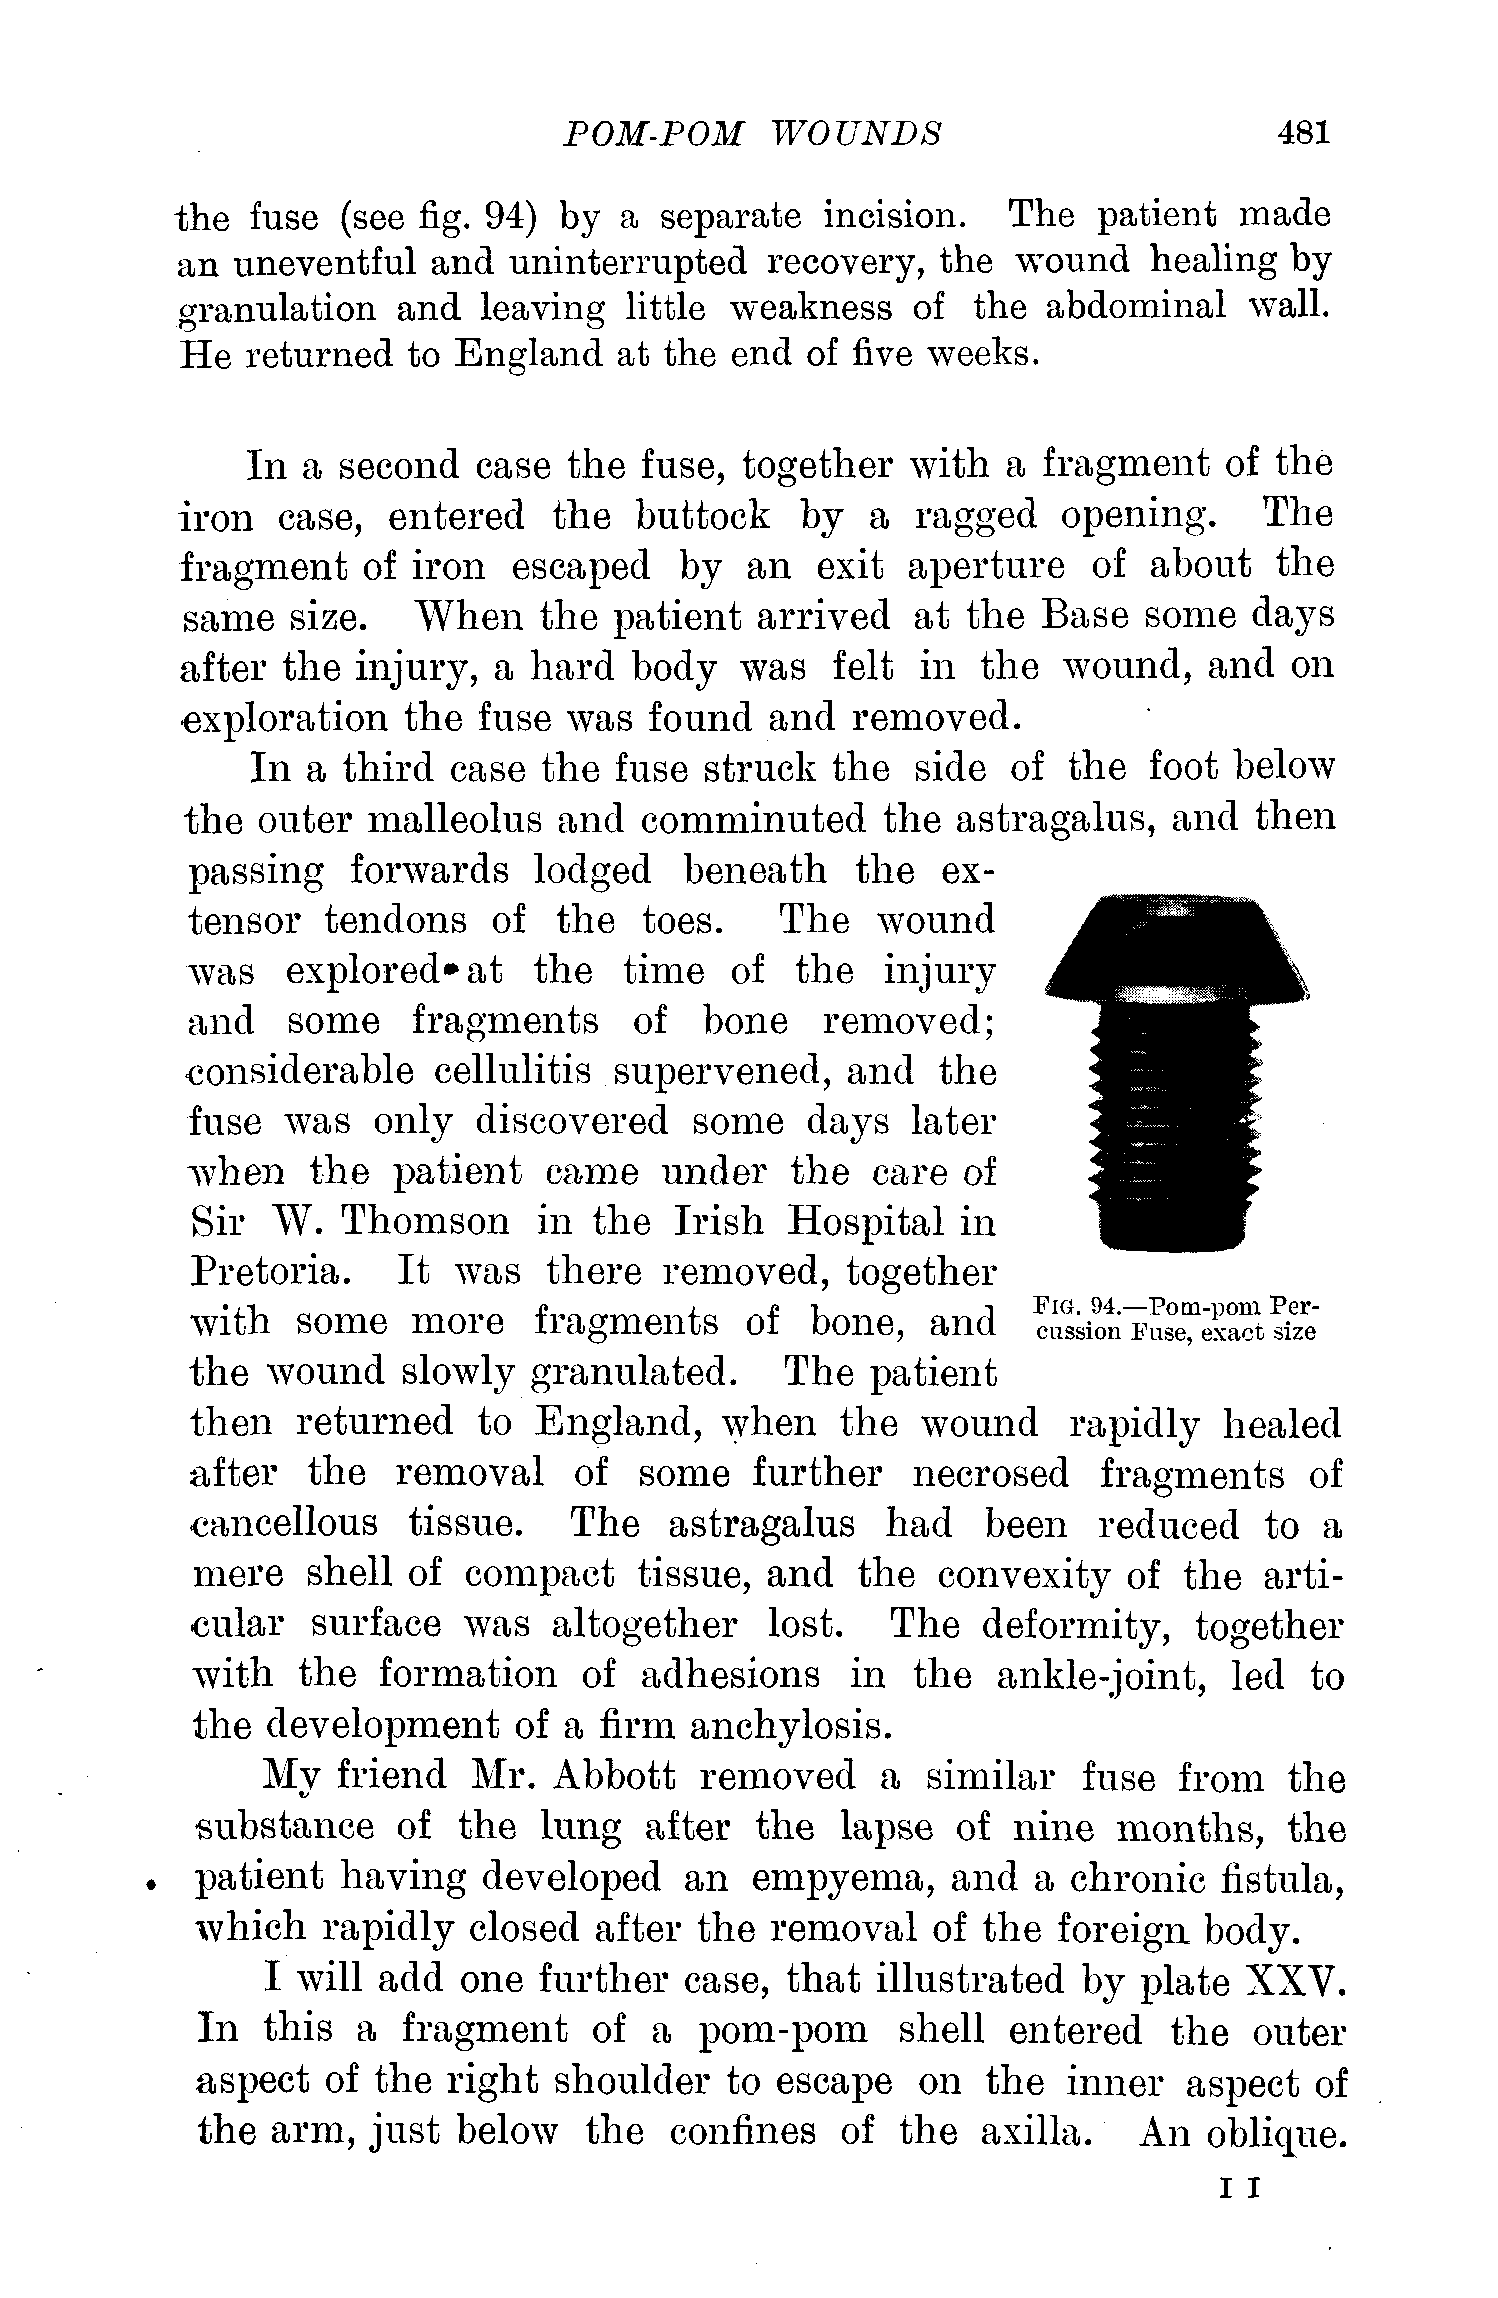 POM-POM WOUNDS 481
the fuse (see fig. 94) by a separate incision. The patient made
an uneventful and uninterrupted recovery, the wound healing by
granulation and leaving little weakness of the abdominal wall.
He returned to England at the end of five weeks.
In a second case the fuse, together with a fragment of the
iron case, entered the buttock by a ragged opening. The
fragment of iron escaped by an exit aperture of about the
same size. When the patient arrived at the Base some days
after the injury, a hard body was felt in the wound, and on
exploration the fuse was found and removed.
In a third case the fuse struck the side of the foot below
the outer malleolus and comminuted the astragalus, and then
passing forwards lodged beneath the ex-
tensor tendons of the toes. The wound
was explored at the time of the injury
and some fragments of bone removed;
considerable cellulitis supervened, and the
fuse was only discovered some days later
when the patient came under the care of
Sir W. Thomson in the Irish Hospital in
Pretoria. It was there removed, together
with some more fragments of bone, and
the wound slowly granulated. The patient
FIG. 94.—Pom-pom Per-
cussion Fuse, exact size
then returned to England, when the wound rapidly healed
after the removal of some further necrosed fragments of
cancellous tissue. The astragalus had been reduced to a
mere shell of compact tissue, and the convexity of the arti-
cular surface was altogether lost. The deformity, together
with the formation of adhesions in the ankle-joint, led to
the development of a firm anchylosis.
My friend Mr. Abbott removed a similar fuse from the
substance of the lung after the lapse of nine months, the
patient having developed an empyema, and a chronic fistula,
which rapidly closed after the removal of the foreign body.
I will add one further case, that illustrated by plate XXV.
In this a fragment of a pom-pom shell entered the outer
aspect of the right shoulder to escape on the inner aspect of
the arm, just below the confines of the axilla. An oblique.
I I